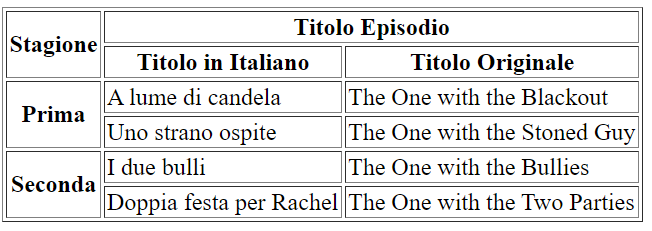 Stagione
Titolo Episodio
Titolo in Italiano Titolo Originale
Prima
A lume di candela The One with the Blackout
Uno strano ospite The One with the Stoned Guy
Seconda
I due bulli The One with the Bullies
Doppia festa per Rachel The One with the Two Parties